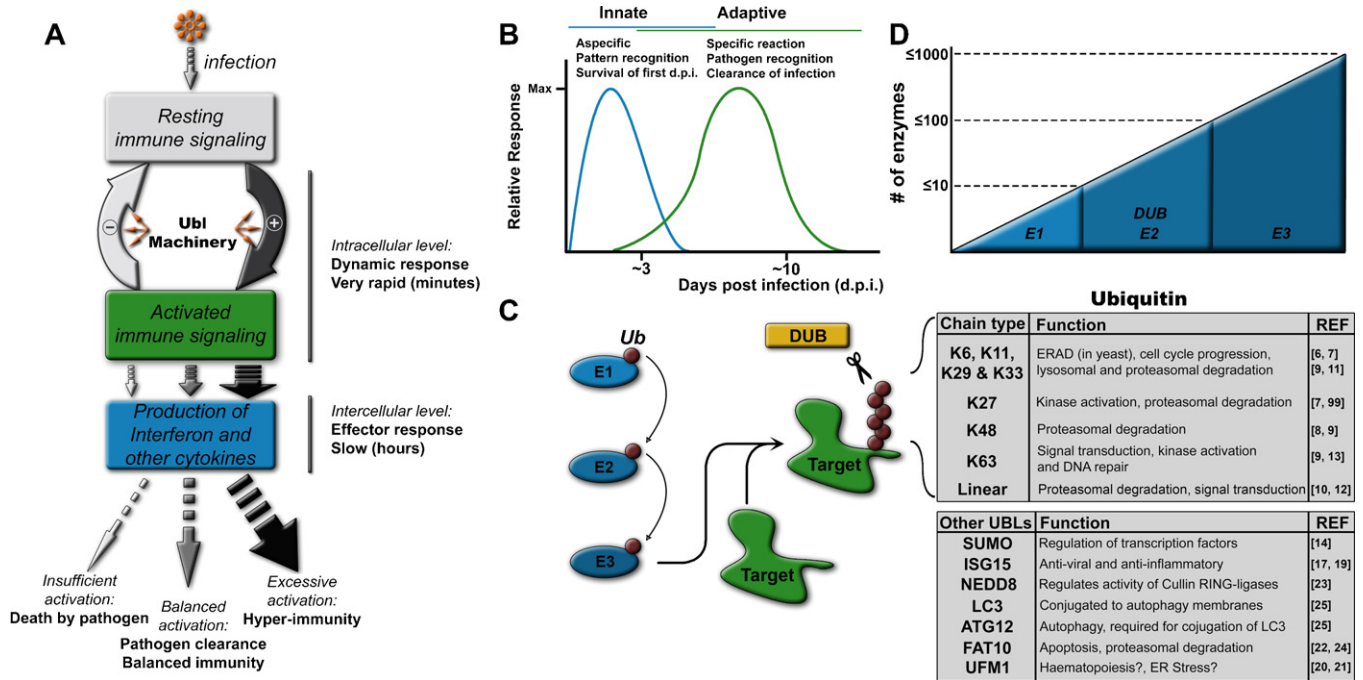 A
infection
Resting
immune signaling
Ubl
Machinery
−
+
Activated
immune signaling
Intracellular level:
Dynamic response
Very rapid (minutes)
Production of
Interferon and
other cytokines
Intercellular level:
Effector response
Slow (hours)
Insufficient
activation:
Death by pathogen
Balanced
activation:
Pathogen clearance
Balanced immunity
Excessive
activation:
Hyper-immunity
B
Innate
Adaptive
Aspecific
Pattern recognition
Survival of first d.p.i.
Specific reaction
Pathogen recognition
Clearance of infection
Max
Relative Response
~3
~10
Days post infection (d.p.i.)
C
Ub
E1
E2
E3
DUB
Target
Target
D
# of enzymes
≤1000
≤100
≤10
E1
DUB
E2
E3
Ubiquitin
Chain type Function REF
K6, K11, K29 & K33 ERAD (in yeast), cell cycle progression, [6, 7]
lysosomal and proteasomal degradation [9, 11]
K27 Kinase activation, proteasomal degradation [7, 99]
K48 Proteasomal degradation [8, 9]
K63 Signal transduction, kinase activation [9, 13]
and DNA repair
Linear Proteasomal degradation, signal transduction [10, 12]
Other UBLs Function REF
SUMO Regulation of transcription factors [14]
ISG15 Anti-viral and anti-inflammatory [17, 19]
NEDD8 Regulates activity of Cullin RING-ligases [23]
LC3 Conjugated to autophagy membranes [25]
ATG12 Autophagy, required for cojugation of LC3 [25]
FAT10 Apoptosis, proteasomal degradation [22, 24]
UFM1 Haematopoiesis?, ER Stress? [20, 21]